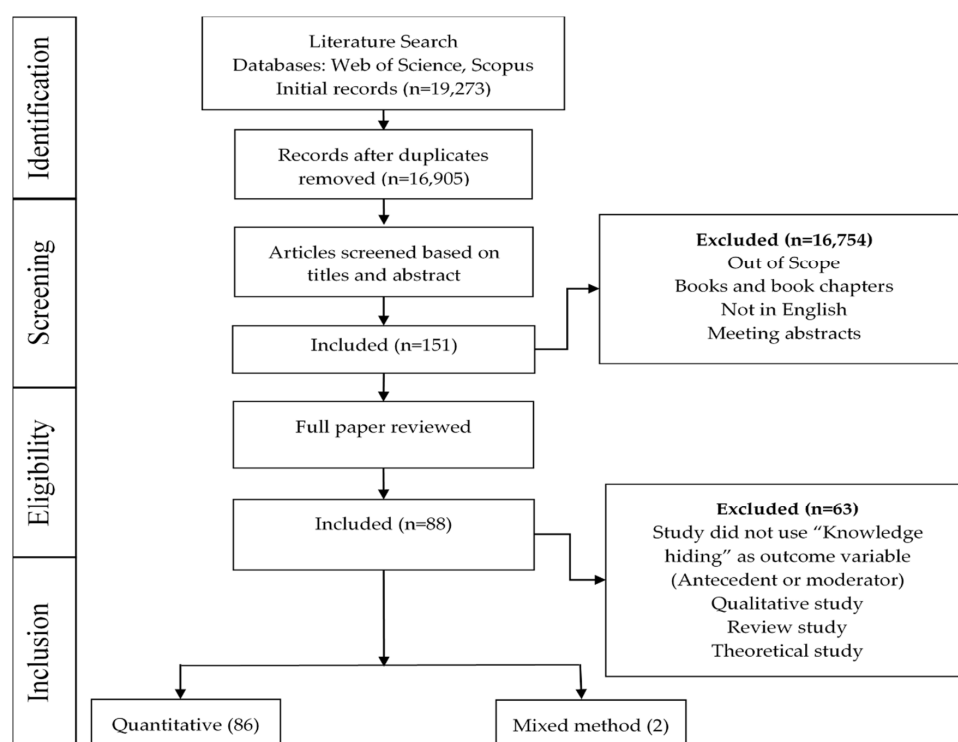 Identification
Literature Search
Databases: Web of Science, Scopus
Initial records (n=19,273)
Records after duplicates
removed (n=16,905)
Screening
Articles screened based on
titles and abstract
Excluded (n=16,754)
Out of Scope
Books and book chapters
Not in English
Meeting abstracts
Included (n=151)
Eligibility
Full paper reviewed
Included (n=88)
Excluded (n=63)
Study did not use “Knowledge
hiding” as outcome variable
(Antecedent or moderator)
Qualitative study
Review study
Theoretical study
Inclusion
Quantitative (86)
Mixed method (2)